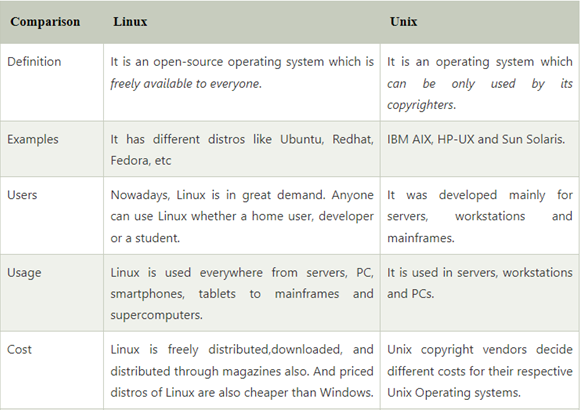 Comparison Linux Unix
Definition It is an open-source operating system which is It is an operating system which
freely available to everyone. can be only used by its
copyrighters.
Examples It has different distros like Ubuntu, Redhat, IBM AIX, HP-UX and Sun Solaris.
Fedora, etc
Users Nowadays, Linux is in great demand. Anyone It was developed mainly for
can use Linux whether a home user, developer servers, workstations and
or a student. mainframes.
Usage Linux is used everywhere from servers, PC, It is used in servers, workstations
smartphones, tablets to mainframes and and PCs.
supercomputers.
Cost Linux is freely distributed,downloaded, and Unix copyright vendors decide
distributed through magazines also. And priced different costs for their respective
distros of Linux are also cheaper than Windows. Unix Operating systems.